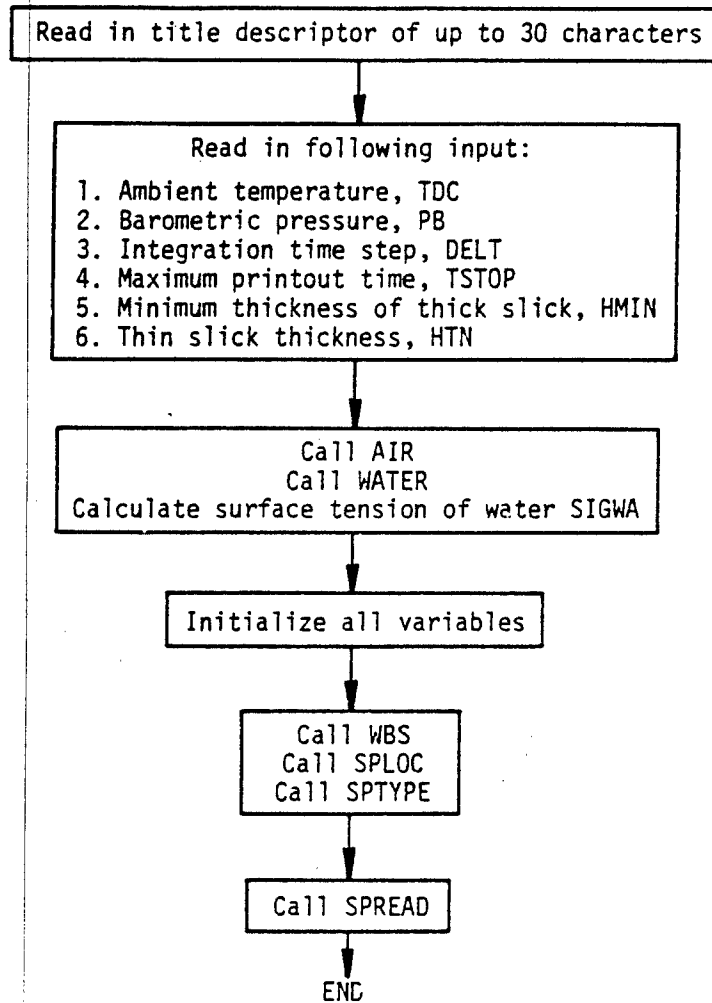 Read in title descriptor of up to 30 characters
Read in following input:
1. Ambient temperature, TDC
2. Barometric pressure, PB
3. Integration time step, DELT
4. Maximum printout time, TSTOP
5. Minimum thickness of thick slick, HMIN
6. Thin slick thickness, HTN
Call AIR
Call WATER
Calculate surface tension of water SIGWA
Initialize all variables
Call WBS
Call SPLOC
Call SPTYPE
Call SPREAD
END